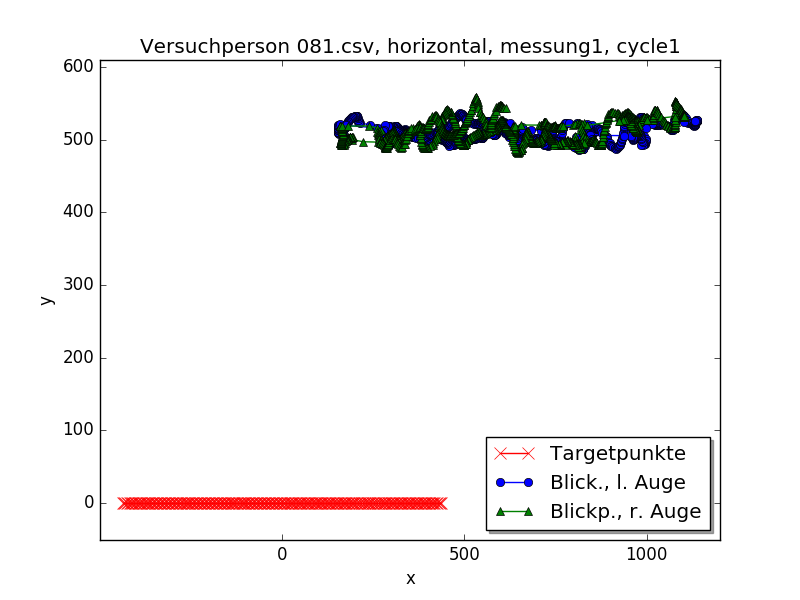 Versuchperson 081.csv, horizontal, messung1, cycle1
600
500
400
300
200
100
0
y
0 500 1000
x
Targetpunkte
Blick., l. Auge
Blickp., r. Auge